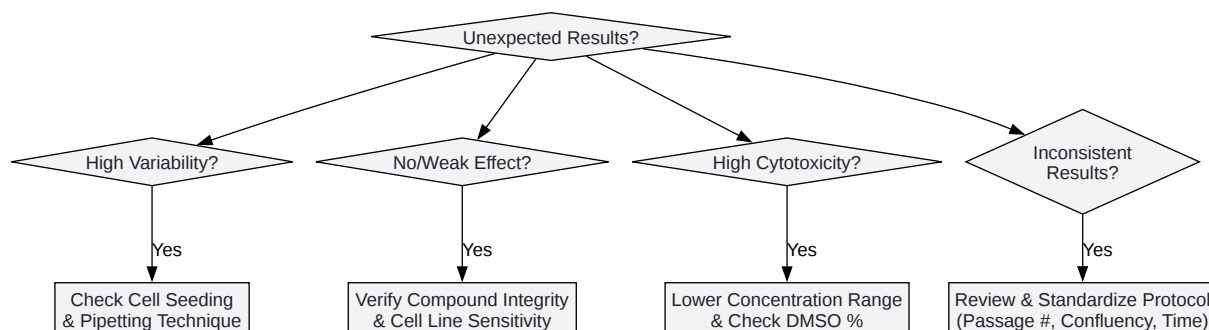 Unexpected Results?
High Variability?
No/Weak Effect?
High Cytotoxicity?
Inconsistent
Results?
Yes
Yes
Yes
Yes
Check Cell Seeding
& Pipetting Technique
Verify Compound Integrity
& Cell Line Sensitivity
Lower Concentration Range
& Check DMSO %
Review & Standardize Protocol
(Passage #, Confluency, Time)